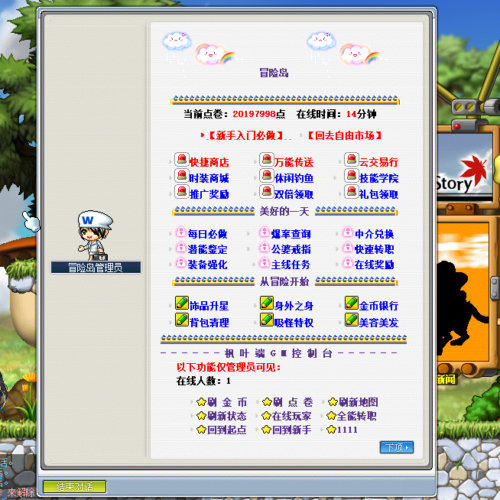 冒险岛
当前点卷：20197998点 在线时间：14分钟
【新手入门必做】.. 【回去自由市场】
快捷商店 万能传送 云交易行
时装商城 休闲钓鱼 技能学院
推广奖励 双倍领取 礼包领取
美好的一天
每日必做 爆率查询 中介兑换
潜能鉴定 公婆戒指 快速转职
装备强化 主线任务 在线奖励
从冒险开始
饰品升星 身外之身 金币银行
背包清理 吸怪特权 美容美发
------枫叶端GM控制台------
以下功能仅管理员可见：
在线人数：1
刷金币 刷点卷 刷新地图
刷新状态 在线玩家 全能转职
回到起点 回到新手 1111
下页
冒险岛管理员
结束对话
Story
新闻
W